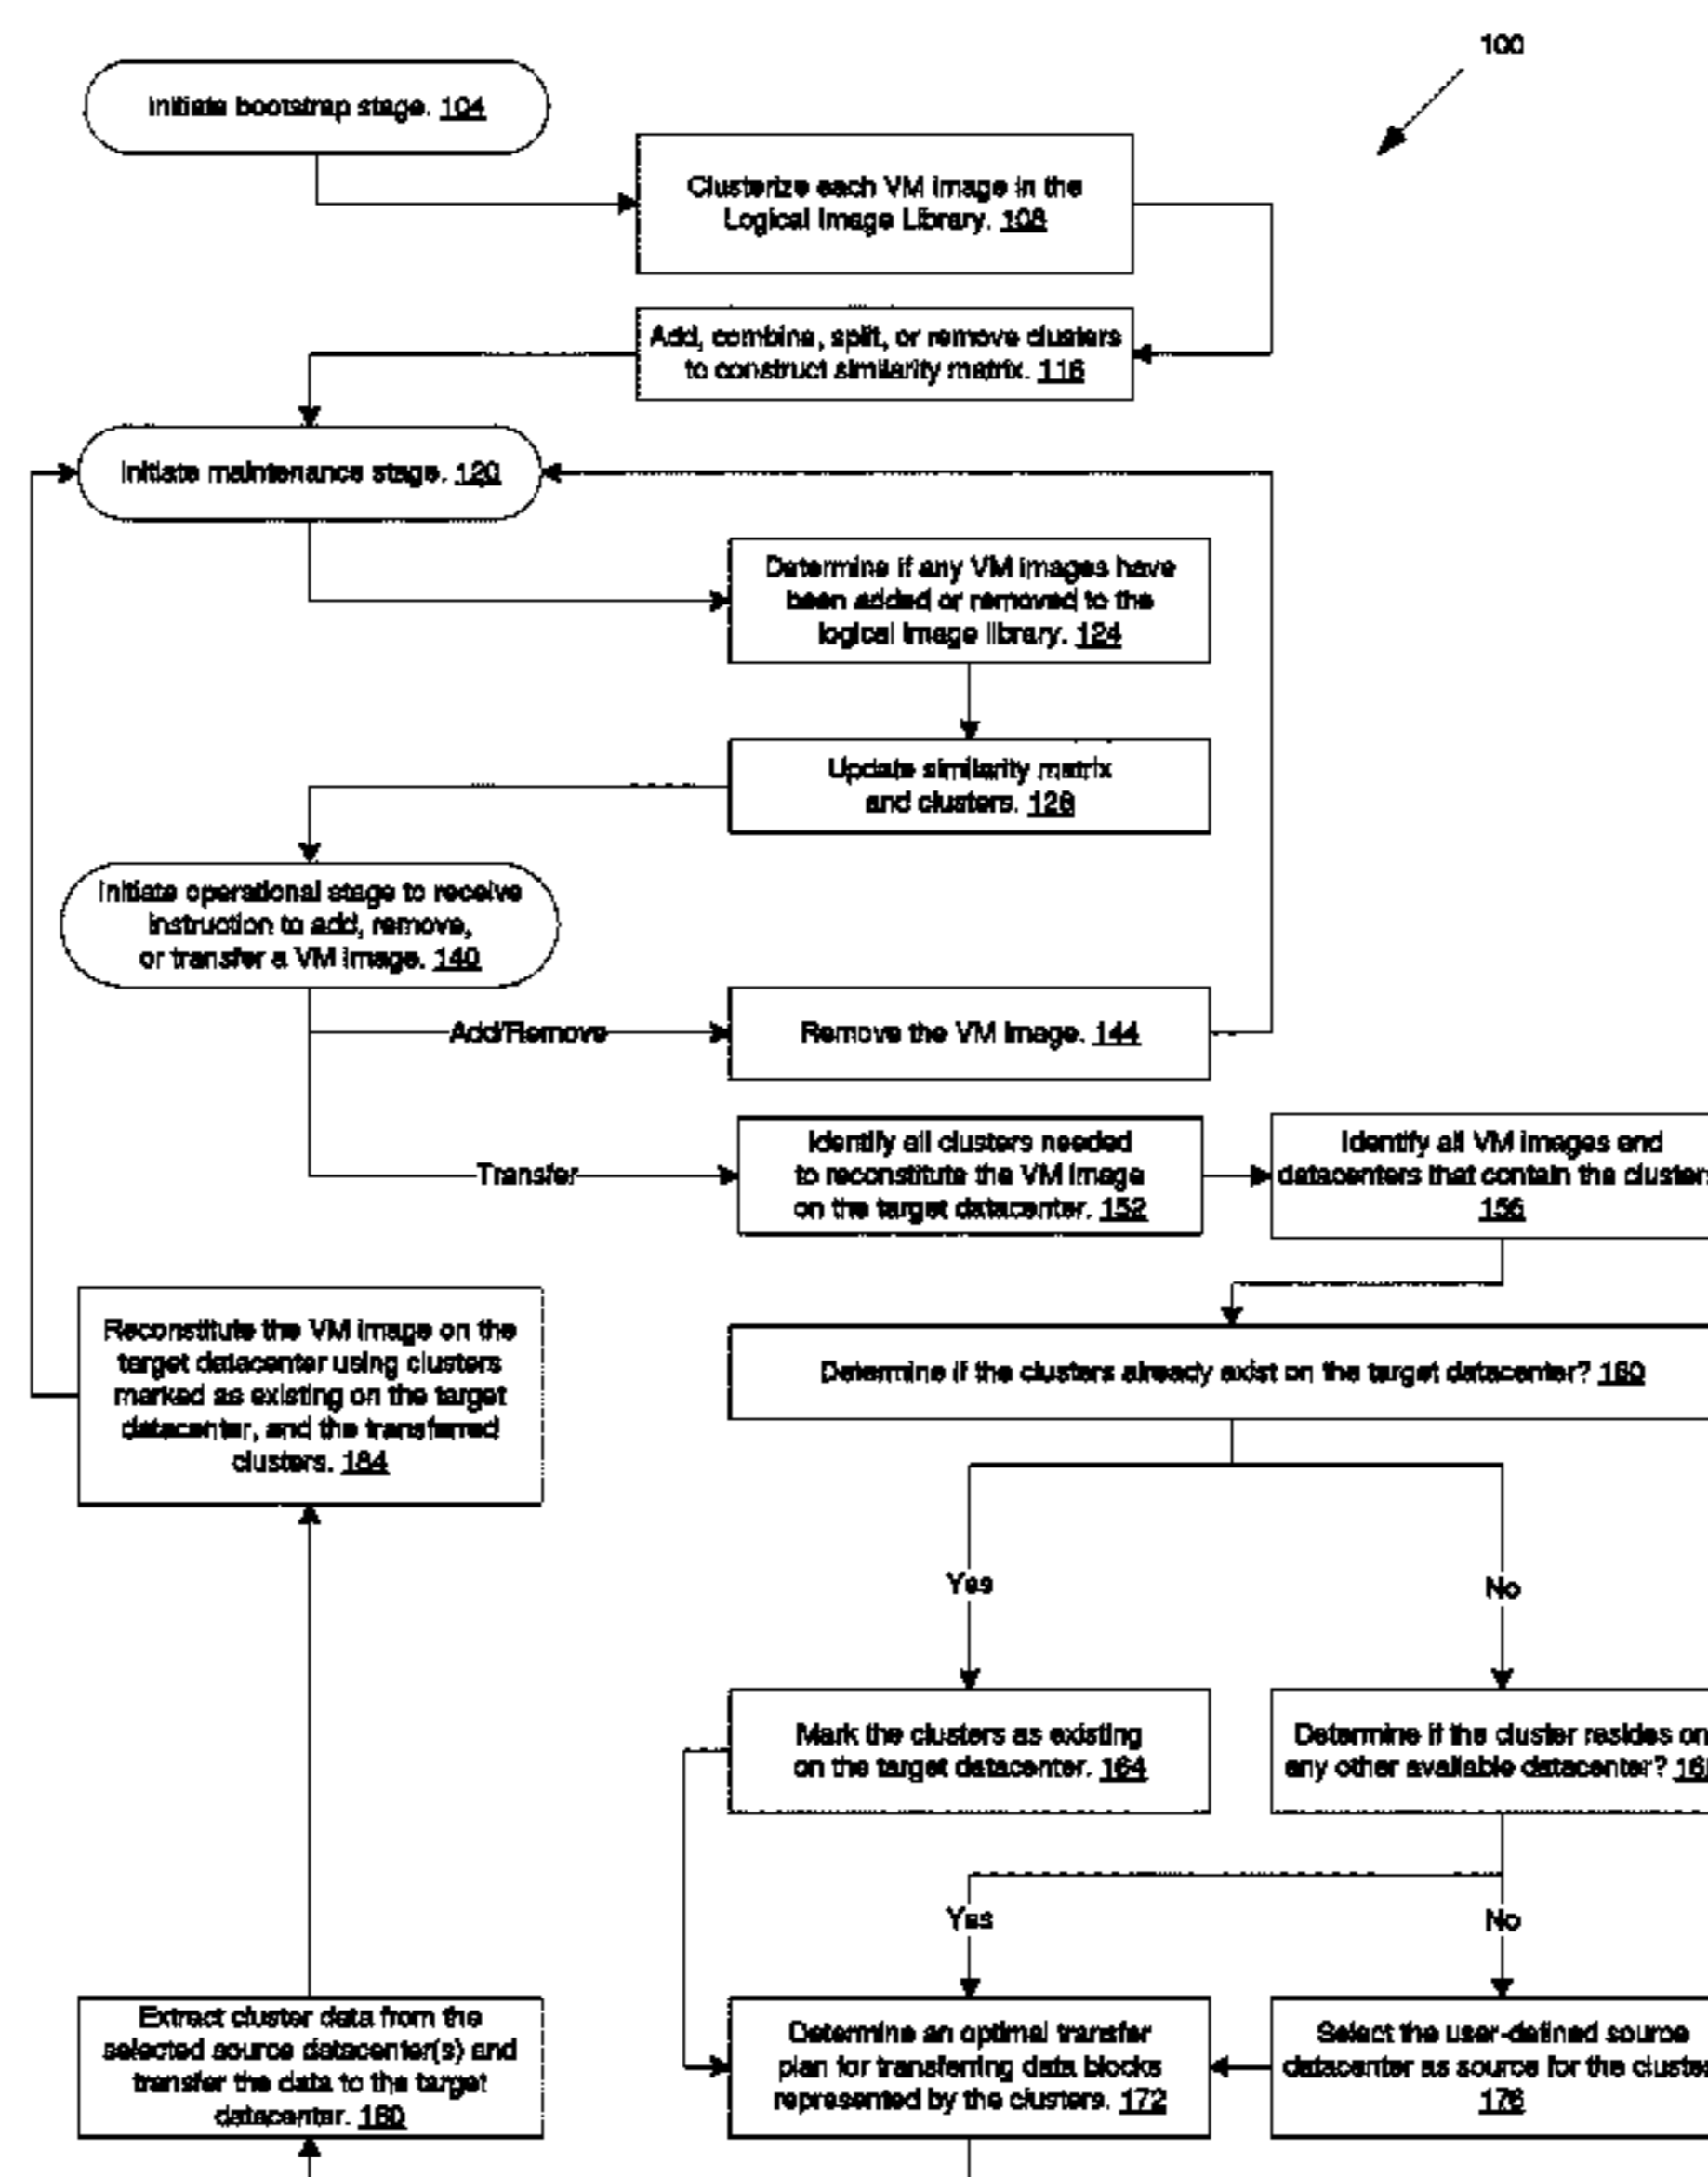 100
Initiate bootstrap stage. 104
Clusterize each VM image in the
Logical Image Library. 108
Add, combine, split, or remove clusters
to construct similarity matrix. 116
Initiate maintenance stage. 120
Determine if any VM images have
been added or removed to the
logical image library. 124
Update similarity matrix
and clusters. 128
Initiate operational stage to receive
instruction to add, remove,
or transfer a VM image. 140
Add/Remove
Remove the VM image. 144
Transfer
Identify all clusters needed
to reconstitute the VM image
on the target datacenter. 152
Identify all VM images and
datacenters that contain the clusters
156
Reconstitute the VM image on the
target datacenter using clusters
marked as existing on the target
datacenter, and the transferred
clusters. 184
Determine if the clusters already exist on the target datacenter? 160
Yes
No
Mark the clusters as existing
on the target datacenter. 164
Determine if the cluster resides on
any other available datacenter?
Yes
No
Extract cluster data from the
selected source datacenter(s) and
transfer the data to the target
datacenter. 180
Determine an optimal transfer
plan for transferring data blocks
represented by the clusters. 172
Select the user-defined source
datacenter as source for the cluster
176